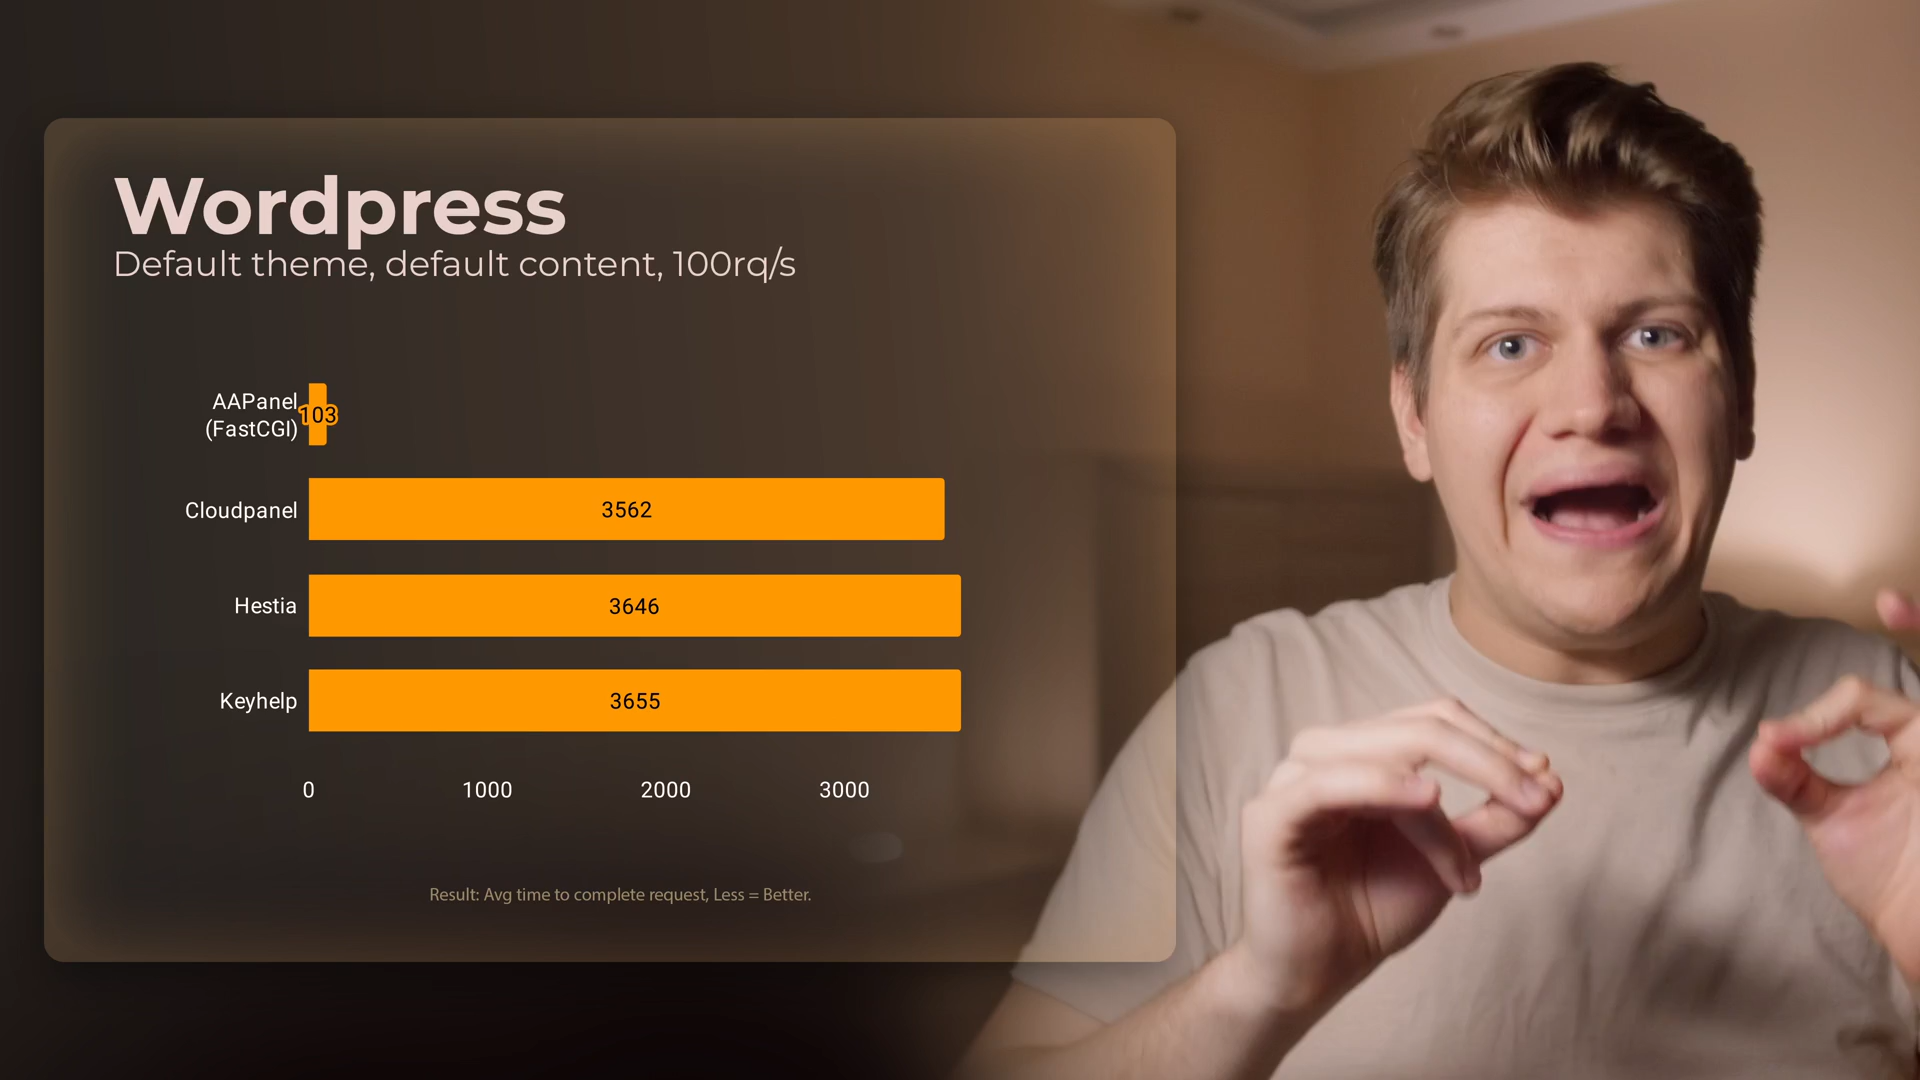 Wordpress
Default theme, default content, 100rq/s
AAPanel
(FastCGI)
103
Cloudpanel
3562
Hestia
3646
Keyhelp
3655
0 1000 2000 3000
Result: Avg time to complete request, Less = Better.